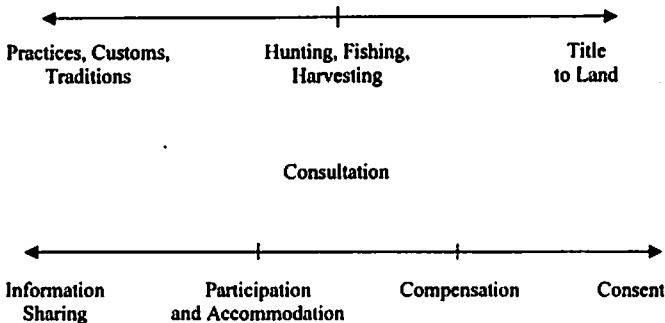 Practices, Customs, Hunting, Fishing, Title
Traditions Harvesting to Land
Consultation
Information Participation Compensation Consent
Sharing and Accommodation